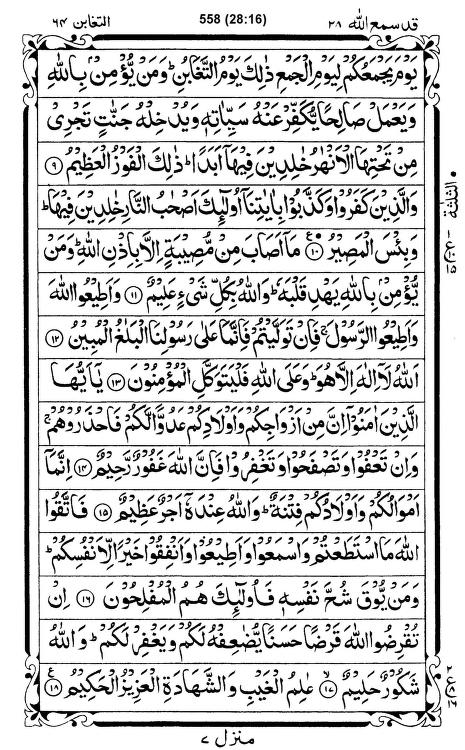 التغابن ٦٤
558 (28:16)
قد سمع الله ٢٨
يَوْمَ يَجْمَعُكُمْ لِيَوْمِ الْجَمْعِ ذٰلِكَ يَوْمُ التَّغَابُنِ ؕ وَمَنْ يُّؤْمِنْۢ بِاللّٰهِ
وَيَعْمَلْ صَالِحًا يُّكَفِّرْ عَنْهُ سَيِّاٰتِهٖ وَيُدْخِلْهُ جَنّٰتٍ تَجْرِيْ
مِنْ تَحْتِهَا الْاَنْهٰرُ خٰلِدِيْنَ فِيْهَاۤ اَبَدًا ؕ ذٰلِكَ الْفَوْزُ الْعَظِيْمُ ﴿٩﴾
وَالَّذِيْنَ كَفَرُوْا وَكَذَّبُوْا بِاٰيٰتِنَاۤ اُولٰٓئِكَ اَصْحٰبُ النَّارِ خٰلِدِيْنَ فِيْهَا ؕ
وَبِئْسَ الْمَصِيْرُ ﴿١٠﴾ مَاۤ اَصَابَ مِنْ مُّصِيْبَةٍ اِلَّا بِاِذْنِ اللّٰهِ ؕ وَمَنْ
يُّؤْمِنْۢ بِاللّٰهِ يَهْدِ قَلْبَهٗ ؕ وَاللّٰهُ بِكُلِّ شَيْءٍ عَلِيْمٌ ﴿١١﴾ وَاَطِيْعُوا اللّٰهَ
وَاَطِيْعُوا الرَّسُوْلَ ۚ فَاِنْ تَوَلَّيْتُمْ فَاِنَّمَا عَلٰى رَسُوْلِنَا الْبَلٰغُ الْمُبِيْنُ ﴿١٢﴾
اَللّٰهُ لَاۤ اِلٰهَ اِلَّا هُوَ ؕ وَعَلَى اللّٰهِ فَلْيَتَوَكَّلِ الْمُؤْمِنُوْنَ ﴿١٣﴾ يٰۤاَيُّهَا
الَّذِيْنَ اٰمَنُوْۤا اِنَّ مِنْ اَزْوَاجِكُمْ وَاَوْلَادِكُمْ عَدُوًّا لَّكُمْ فَاحْذَرُوْهُمْ ۚ
وَاِنْ تَعْفُوْا وَتَصْفَحُوْا وَتَغْفِرُوْا فَاِنَّ اللّٰهَ غَفُوْرٌ رَّحِيْمٌ ﴿١٤﴾ اِنَّمَاۤ
اَمْوَالُكُمْ وَاَوْلَادُكُمْ فِتْنَةٌ ؕ وَاللّٰهُ عِنْدَهٗۤ اَجْرٌ عَظِيْمٌ ﴿١٥﴾ فَاتَّقُوا
اللّٰهَ مَا اسْتَطَعْتُمْ وَاسْمَعُوْا وَاَطِيْعُوْا وَاَنْفِقُوْا خَيْرًا لِّاَنْفُسِكُمْ ؕ
وَمَنْ يُّوْقَ شُحَّ نَفْسِهٖ فَاُولٰٓئِكَ هُمُ الْمُفْلِحُوْنَ ﴿١٦﴾ اِنْ
تُقْرِضُوا اللّٰهَ قَرْضًا حَسَنًا يُّضٰعِفْهُ لَكُمْ وَيَغْفِرْ لَكُمْ ؕ وَاللّٰهُ
شَكُوْرٌ حَلِيْمٌ ﴿١٧﴾ عٰلِمُ الْغَيْبِ وَالشَّهَادَةِ الْعَزِيْزُ الْحَكِيْمُ ﴿١٨﴾
الثلثة
منزل ٧